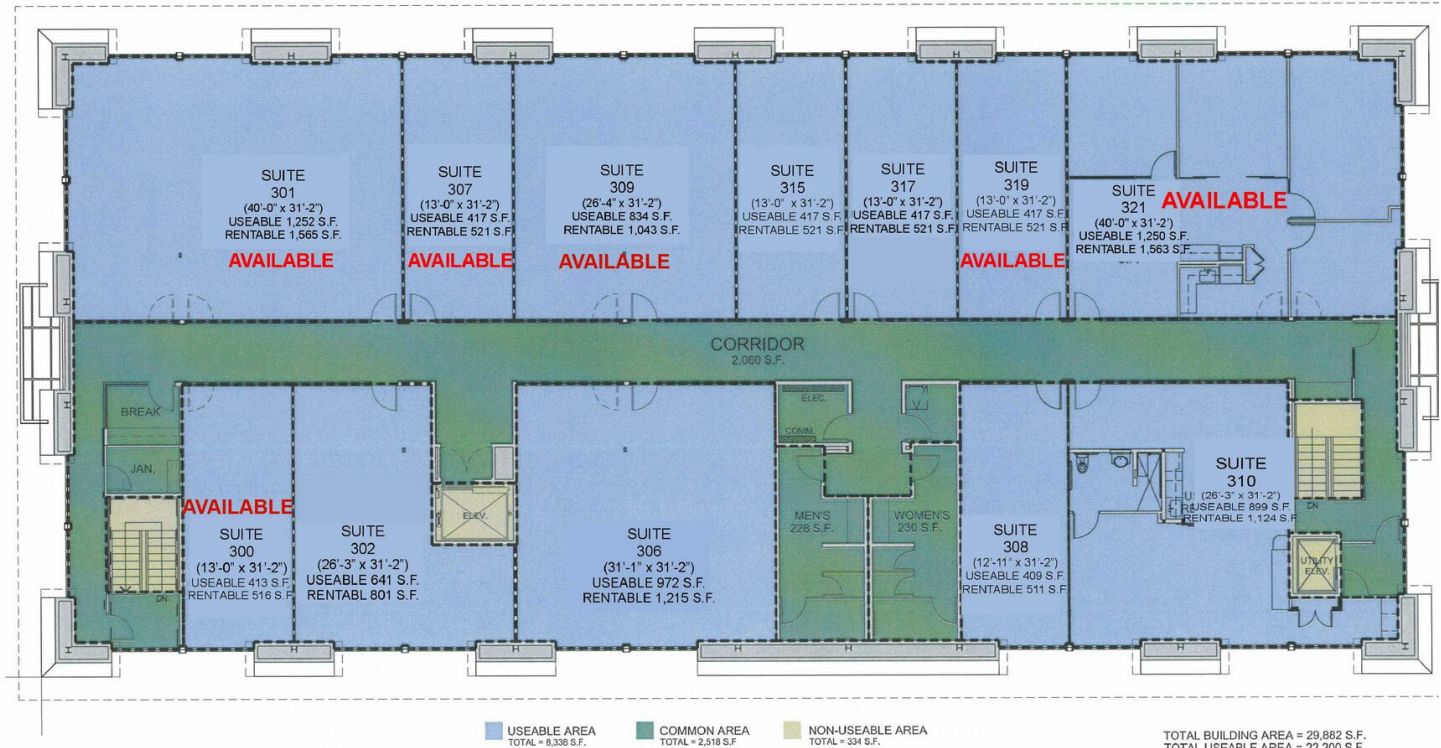 SUITE
301
(40'-0" x 31'-2")
USEABLE 1,252 S.F.
RENTABLE 1,565 S.F.
AVAILABLE
SUITE
307
(13'-0" x 31'-2")
USEABLE 417 S.F.
RENTABLE 521 S.F.
AVAILABLE
SUITE
309
(26'-4" x 31'-2")
USEABLE 834 S.F.
RENTABLE 1,043 S.F.
AVAILABLE
SUITE
315
(13'-0" x 31'-2")
USEABLE 417 S.F.
RENTABLE 521 S.F.
SUITE
317
(13'-0" x 31'-2")
USEABLE 417 S.F.
RENTABLE 521 S.F.
SUITE
319
(13'-0" x 31'-2")
USEABLE 417 S.F.
RENTABLE 521 S.F.
AVAILABLE
SUITE
321
(40'-0" x 31'-2')
USEABLE 1,250 S.F.
RENTABLE 1,563 S.F.
AVAILABLE
CORRIDOR
2,060 S.F.
BREAK
JAN.
DN
AVAILABLE
SUITE
300
(13'-0" x 31'-2")
USEABLE 413 S.F.
RENTABLE 516 S.F.
SUITE
302
(26'-3" x 31'-2")
USEABLE 641 S.F.
RENTABL 801 S.F.
ELEV.
SUITE
306
(31'-1" x 31'-2")
USEABLE 972 S.F.
RENTABLE 1,215 S.F.
ELEC.
COMM.
MEN'S
228 S.F.
WOMEN'S
230 S.F.
SUITE
308
(12'-11" x 31'-2")
USEABLE 409 S.F.
RENTABLE 511 S.F.
SUITE
310
(26'-3" x 31'-2")
USEABLE 899 S.F.
RENTABLE 1,124 S.F.
DN
UTILITY
ELEV.
USEABLE AREA
TOTAL = 8,338 S.F.
COMMON AREA
TOTAL = 2,518 S.F
NON-USEABLE AREA
TOTAL = 334 S.F.
TOTAL BUILDING AREA = 29,882 S.F.
TOTAL USEABLE AREA = 22,200 S.F.